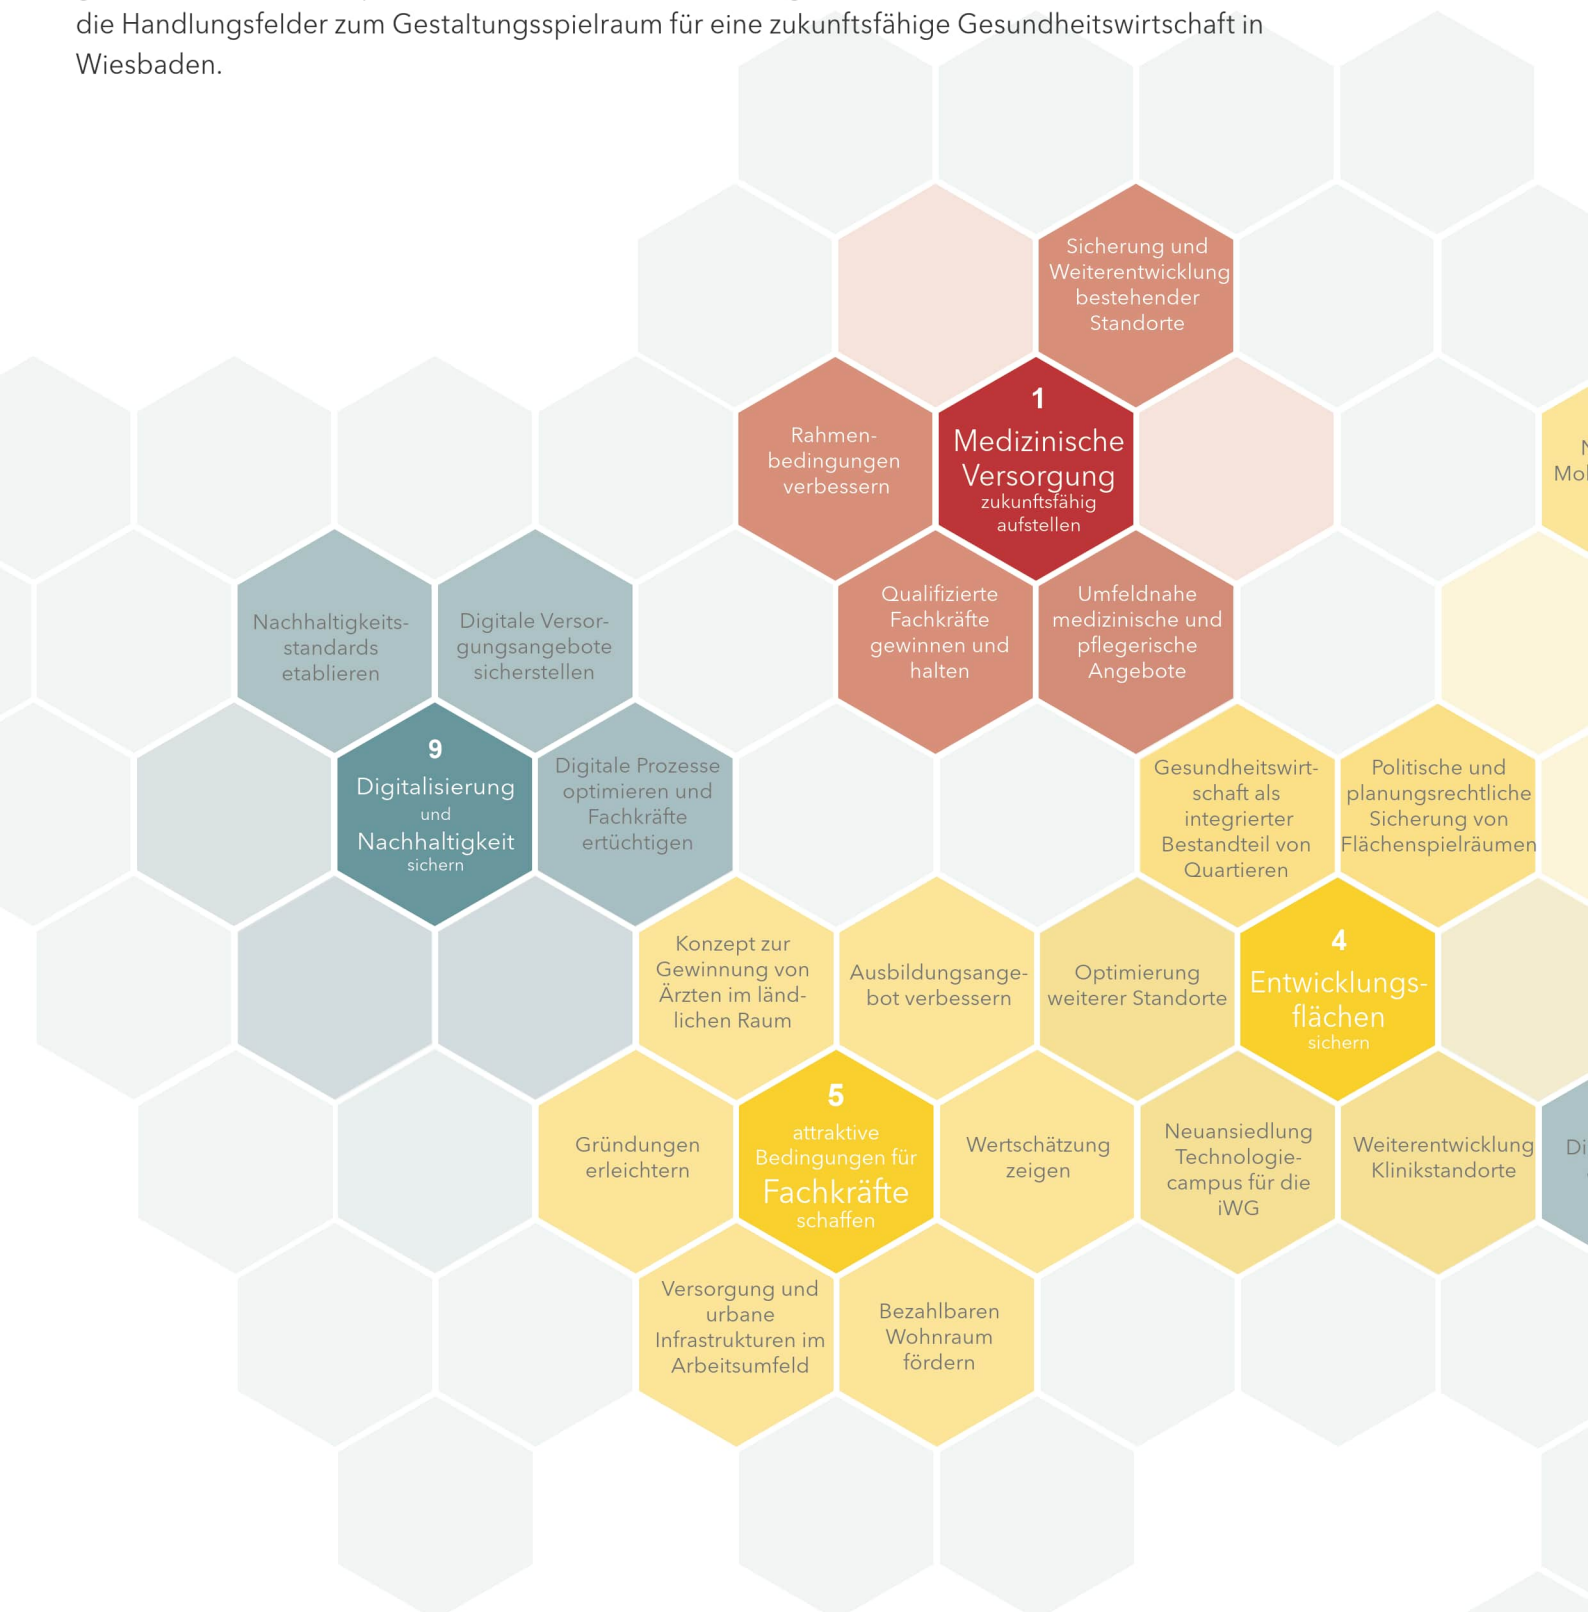 die Handlungsfelder zum Gestaltungsspielraum für eine zukunftsfähige Gesundheitswirtschaft in
Wiesbaden.
Sicherung und
Weiterentwicklung
bestehender
Standorte
1
Medizinische
Versorgung
zukunftsfähig
aufstellen
Rahmen-
bedingungen
verbessern
Qualifizierte
Fachkräfte
gewinnen und
halten
Umfeldnahe
medizinische und
pflegerische
Angebote
Nachhaltigkeits-
standards
etablieren
Digitale Versor-
gungsangebote
sicherstellen
9
Digitalisierung
und
Nachhaltigkeit
sichern
Digitale Prozesse
optimieren und
Fachkräfte
ertüchtigen
Gesundheitswirt-
schaft als
integrierter
Bestandteil von
Quartieren
Politische und
planungsrechtliche
Sicherung von
Flächenspielräumen
Konzept zur
Gewinnung von
Ärzten im länd-
lichen Raum
Ausbildungsange-
bot verbessern
Optimierung
weiterer Standorte
4
Entwicklungs-
flächen
sichern
Gründungen
erleichtern
5
attraktive
Bedingungen für
Fachkräfte
schaffen
Wertschätzung
zeigen
Neuansiedlung
Technologie-
campus für die
iWG
Weiterentwicklung
Klinikstandorte
Versorgung und
urbane
Infrastrukturen im
Arbeitsumfeld
Bezahlbaren
Wohnraum
fördern